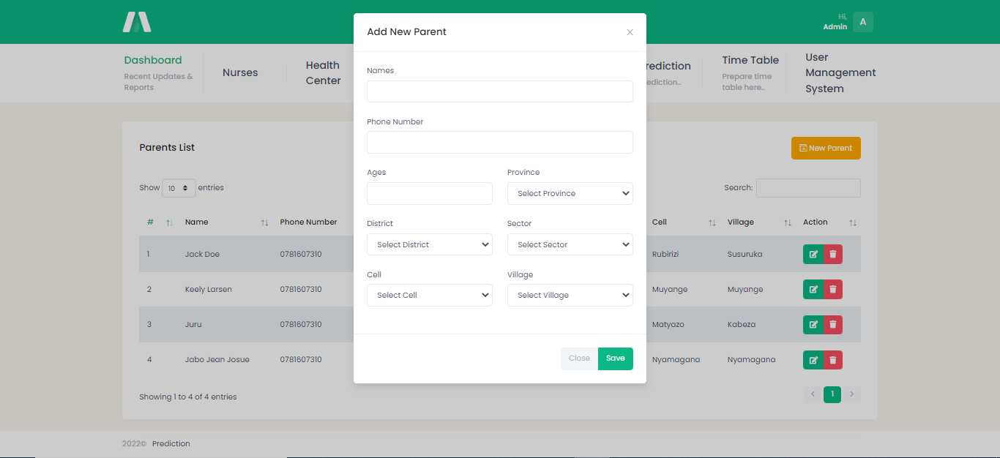 Hi,
Admin
A
Dashboard
Recent Updates &
Reports
Nurses
Health
Center
rediction
ediction..
Time Table
Prepare time
table here..
User
Management
System
Add New Parent
Names
Phone Number
Ages
Province
Select Province
District
Sector
Select District
Select Sector
Cell
Village
Select Cell
Select Village
Close
Save
Parents List
New Parent
Show 10 entries
Search:
# Name Phone Number Cell Village Action
1 Jack Doe 0781607310 Rubirizi Susuruka
2 Keely Larsen 0781607310 Muyange Muyange
3 Juru 0781607310 Matyazo Kabeza
4 Jabo Jean Josue 0781607310 Nyamagana Nyamagana
Showing 1 to 4 of 4 entries
1
2022© Prediction